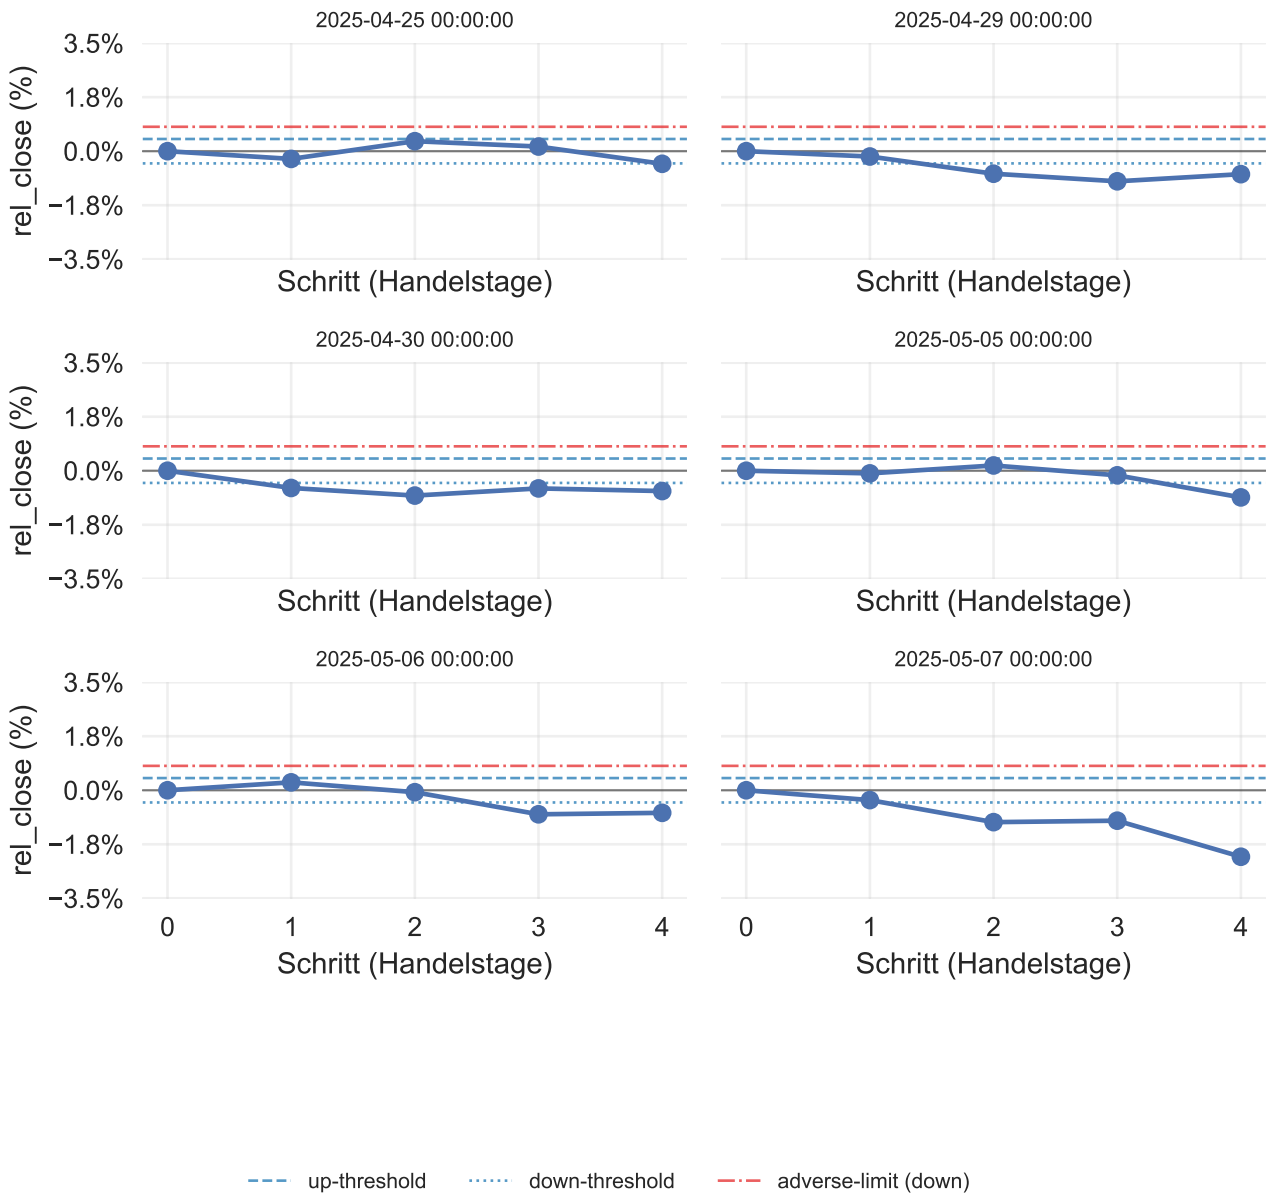 2025-04-25 00:00:00
2025-04-29 00:00:00
rel_close (%)
3.5%
1.8%
0.0%
−1.8%
−3.5%
Schritt (Handelstage)
Schritt (Handelstage)
2025-04-30 00:00:00
2025-05-05 00:00:00
rel_close (%)
3.5%
1.8%
0.0%
−1.8%
−3.5%
Schritt (Handelstage)
Schritt (Handelstage)
2025-05-06 00:00:00
2025-05-07 00:00:00
rel_close (%)
3.5%
1.8%
0.0%
−1.8%
−3.5%
0 1 2 3 4
0 1 2 3 4
Schritt (Handelstage)
Schritt (Handelstage)
up-threshold
down-threshold
adverse-limit (down)